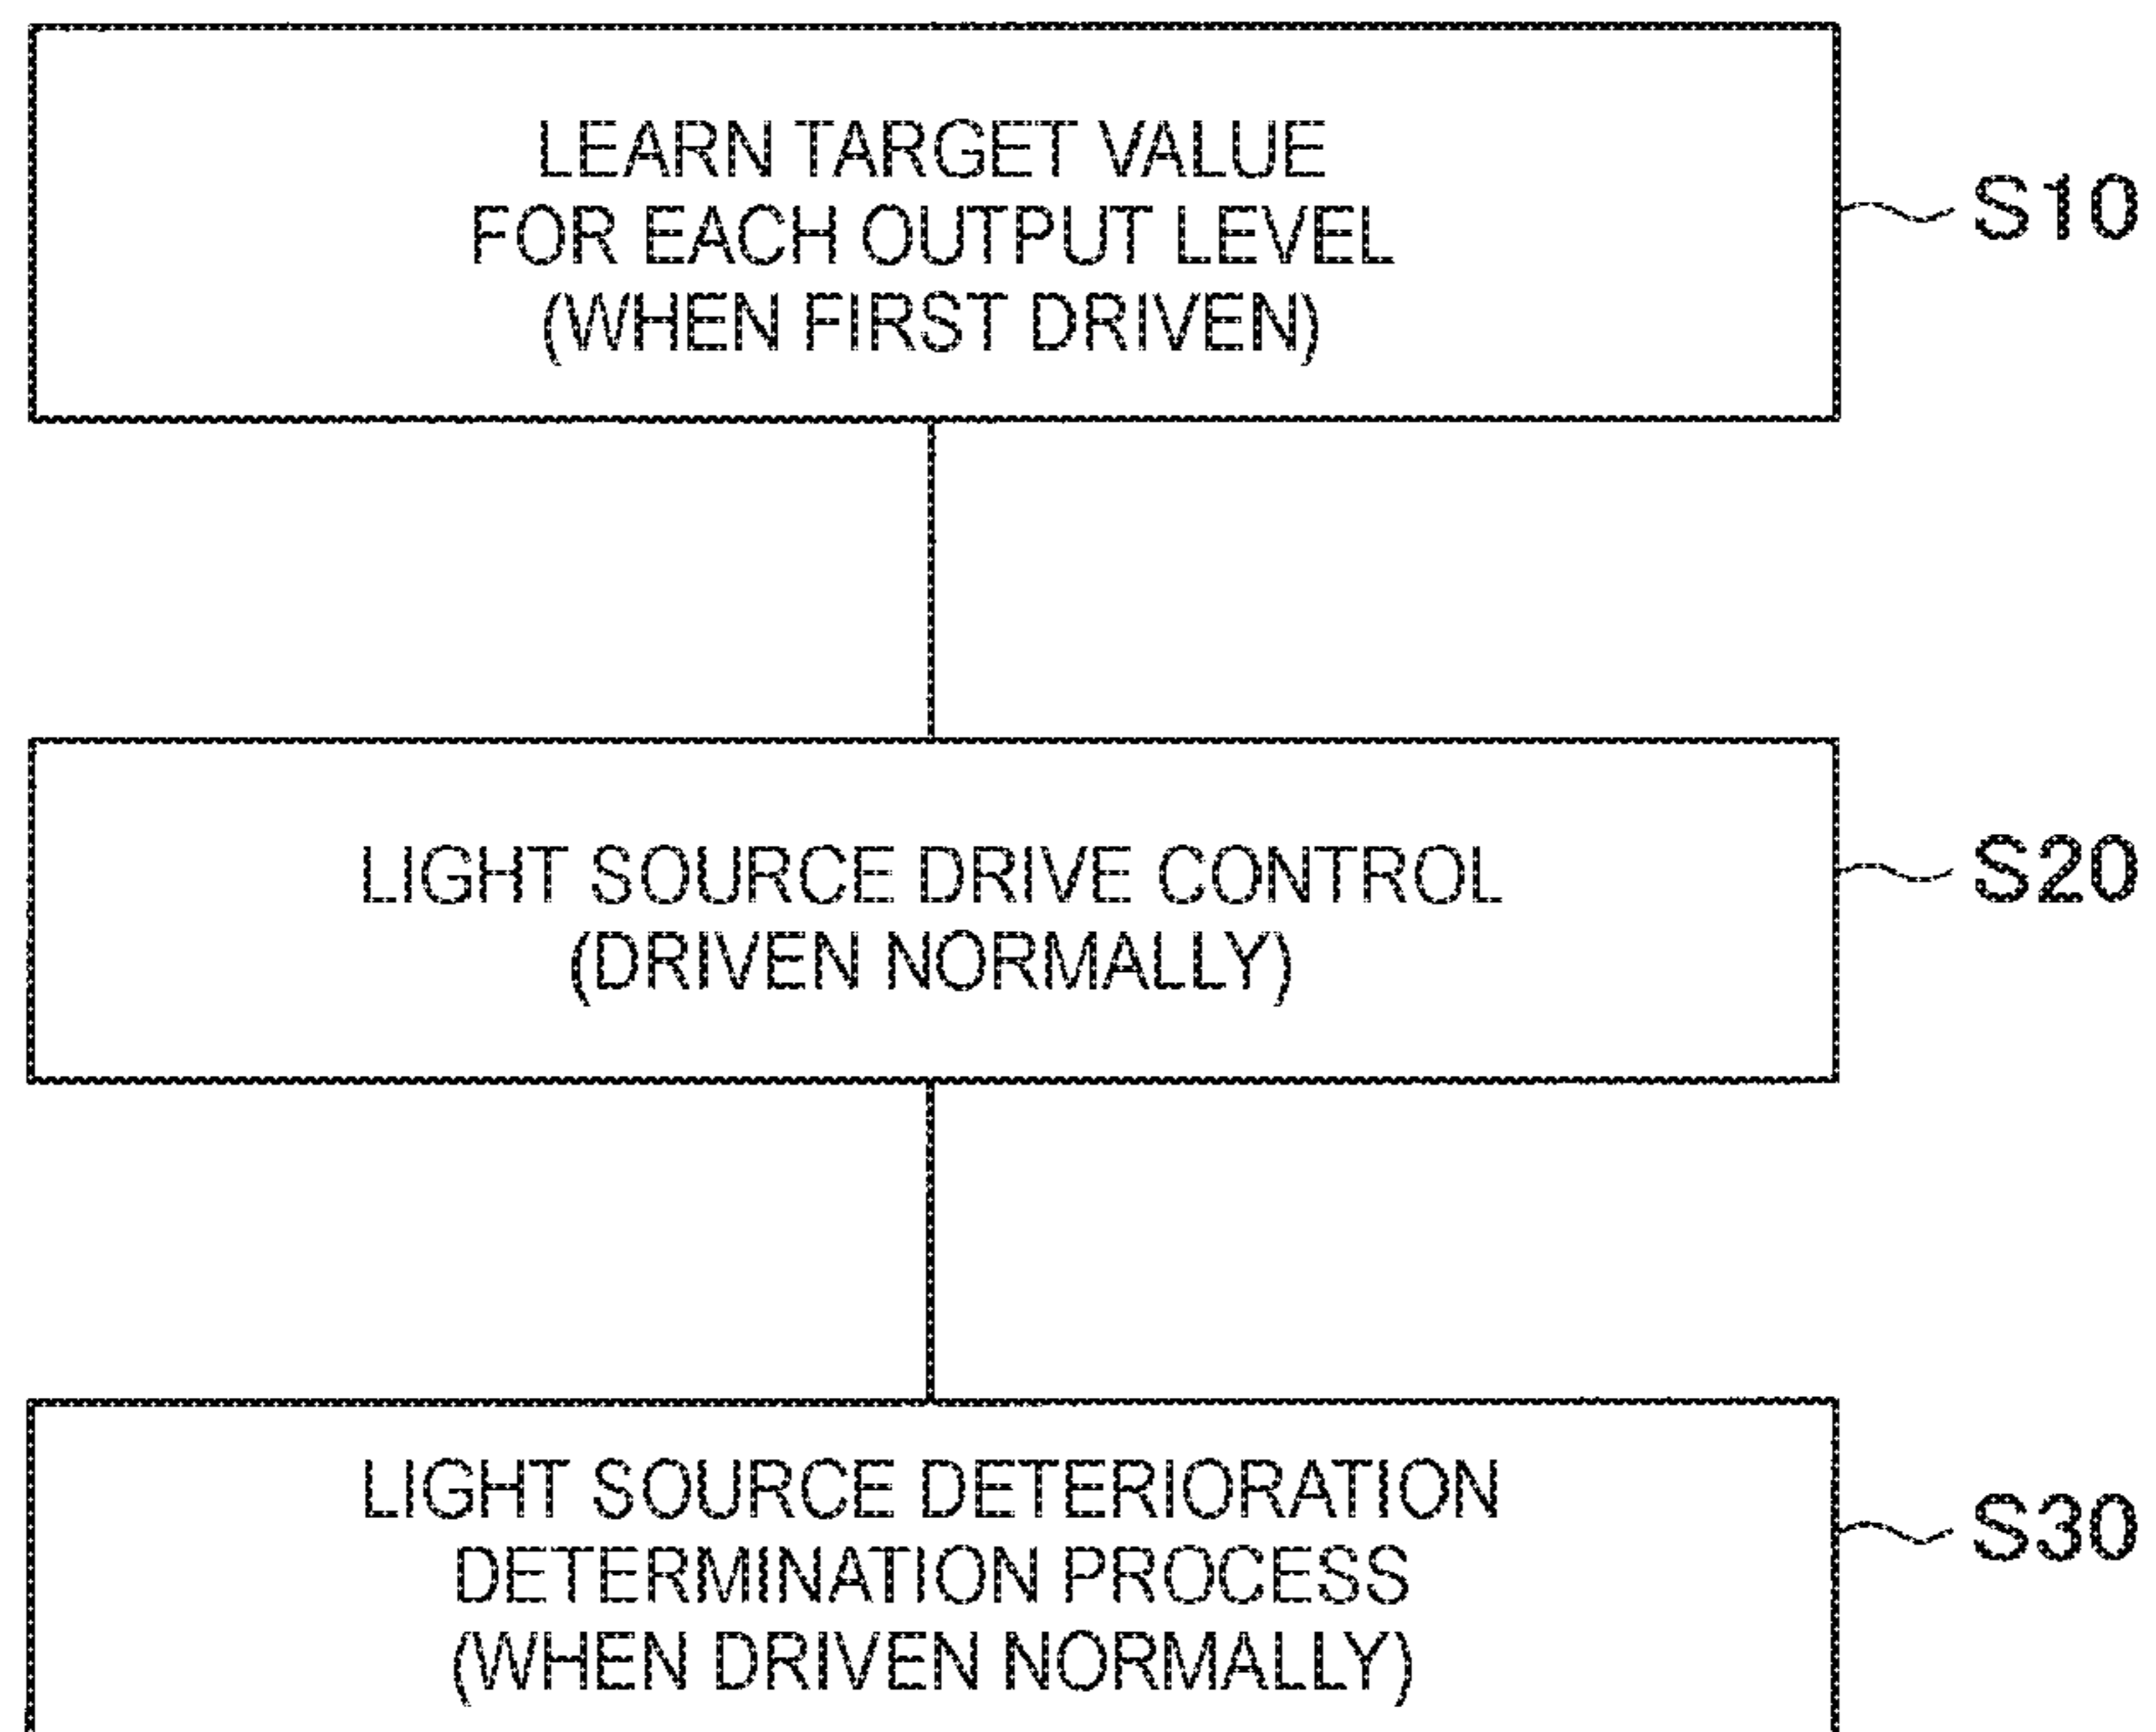 LEARN TARGET VALUE
FOR EACH OUTPUT LEVEL
(WHEN FIRST DRIVEN)
S10
LIGHT SOURCE DRIVE CONTROL
(DRIVEN NORMALLY)
S20
LIGHT SOURCE DETERIORATION
DETERMINATION PROCESS
(WHEN DRIVEN NORMALLY)
S30